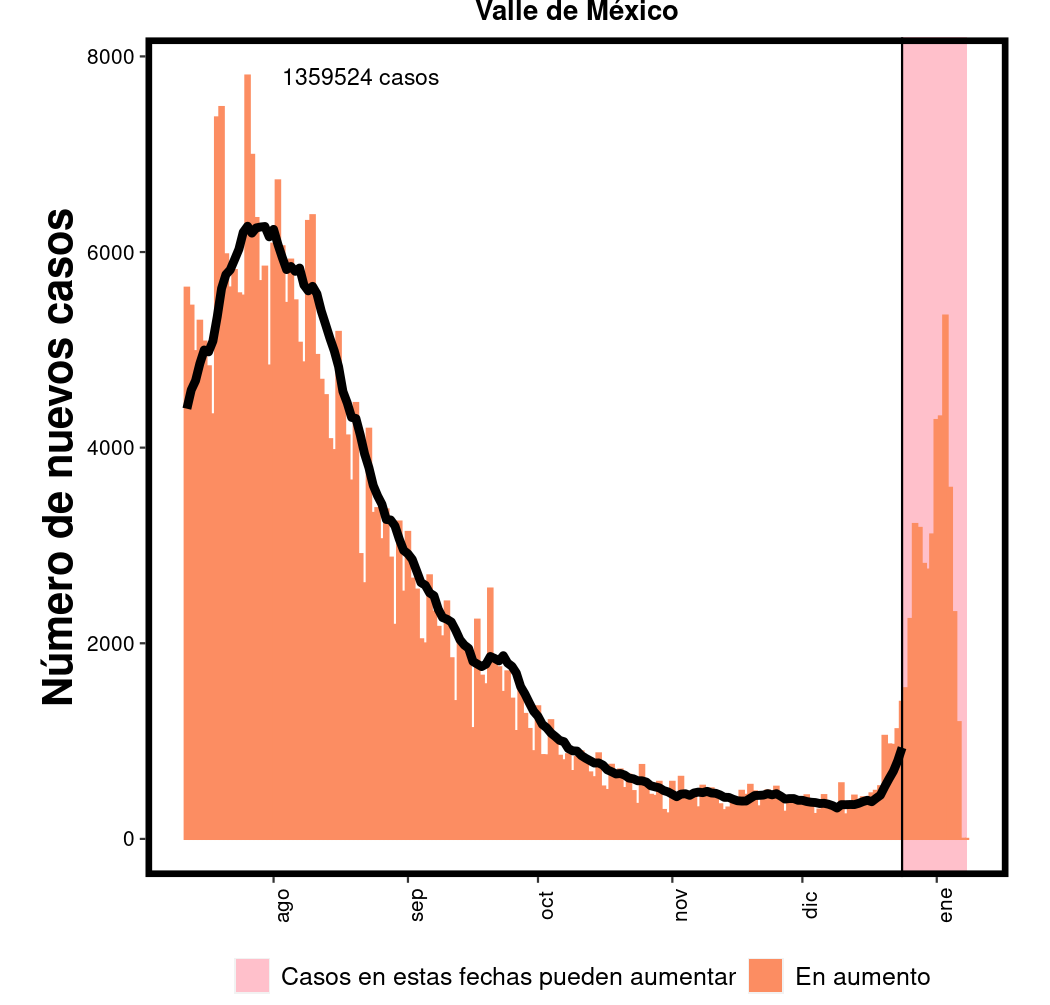 Valle de México
8000
1359524 casos
6000
4000
2000
0
Número de nuevos casos
ago
sep
oct
nov
dic
ene
Casos en estas fechas pueden aumentar
En aumento